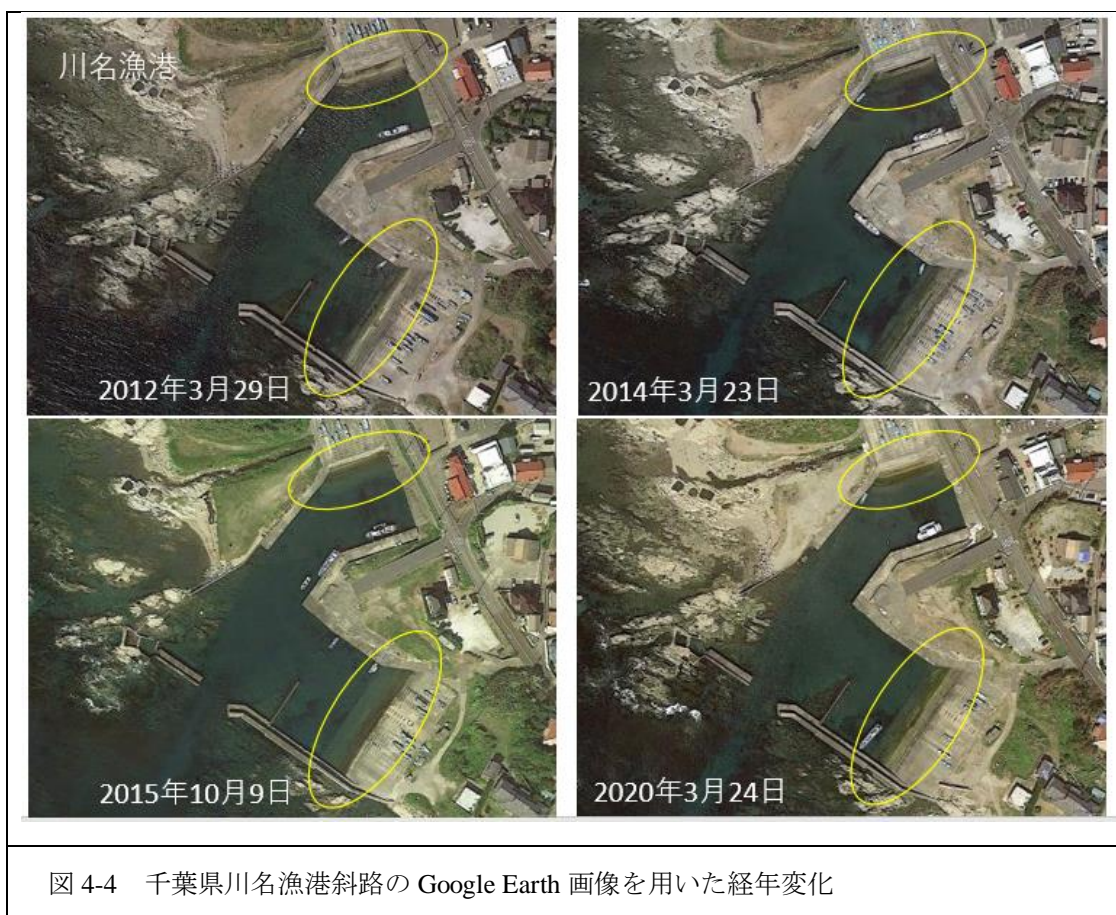 川名漁港
2012年3月29日
2014年3月23日
2015年10月9日
2020年3月24日
図 4-4 千葉県川名漁港斜路の Google Earth 画像を用いた経年変化